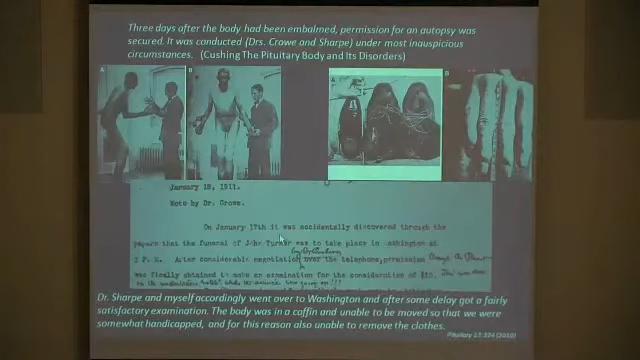 Three days after the body had been embalmed, permission for an autopsy was
secured. It was conducted (Drs. Crowe and Sharpe) under most inauspicious
circumstances. (Cushing The Pituitary Body and Its Disorders)
A
B
A
B
January 18, 1911.
Note by Dr. Crowe.
On January 17th it was accidentally discovered through the
papers that the funeral of John Turner was to take place in Washington at
2 P.M. After considerable negotiation over the telephone, permission
was finally obtained to make an examination for the consideration of $
Dr. Sharpe and myself accordingly went over to Washington and after some delay got a fairly
satisfactory examination. The body was in a coffin and unable to be moved so that we were
somewhat handicapped, and for this reason also unable to remove the clothes.
Pituitary 13:324 (2010)